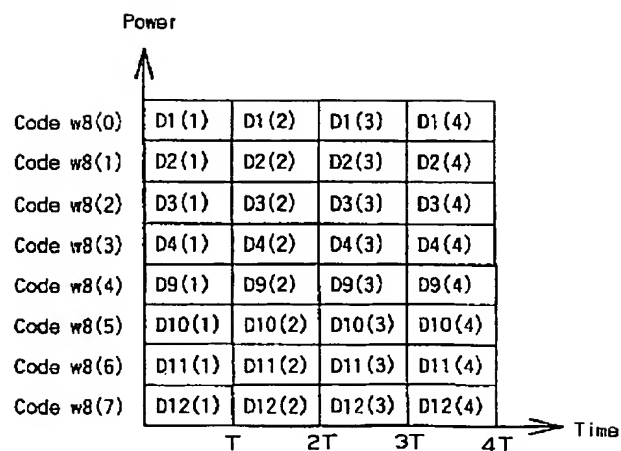 Power
Code w8(0) D1(1) D1(2) D1(3) D1(4)
Code w8(1) D2(1) D2(2) D2(3) D2(4)
Code w8(2) D3(1) D3(2) D3(3) D3(4)
Code w8(3) D4(1) D4(2) D4(3) D4(4)
Code w8(4) D9(1) D9(2) D9(3) D9(4)
Code w8(5) D10(1) D10(2) D10(3) D10(4)
Code w8(6) D11(1) D11(2) D11(3) D11(4)
Code w8(7) D12(1) D12(2) D12(3) D12(4)
T 2T 3T 4T Time